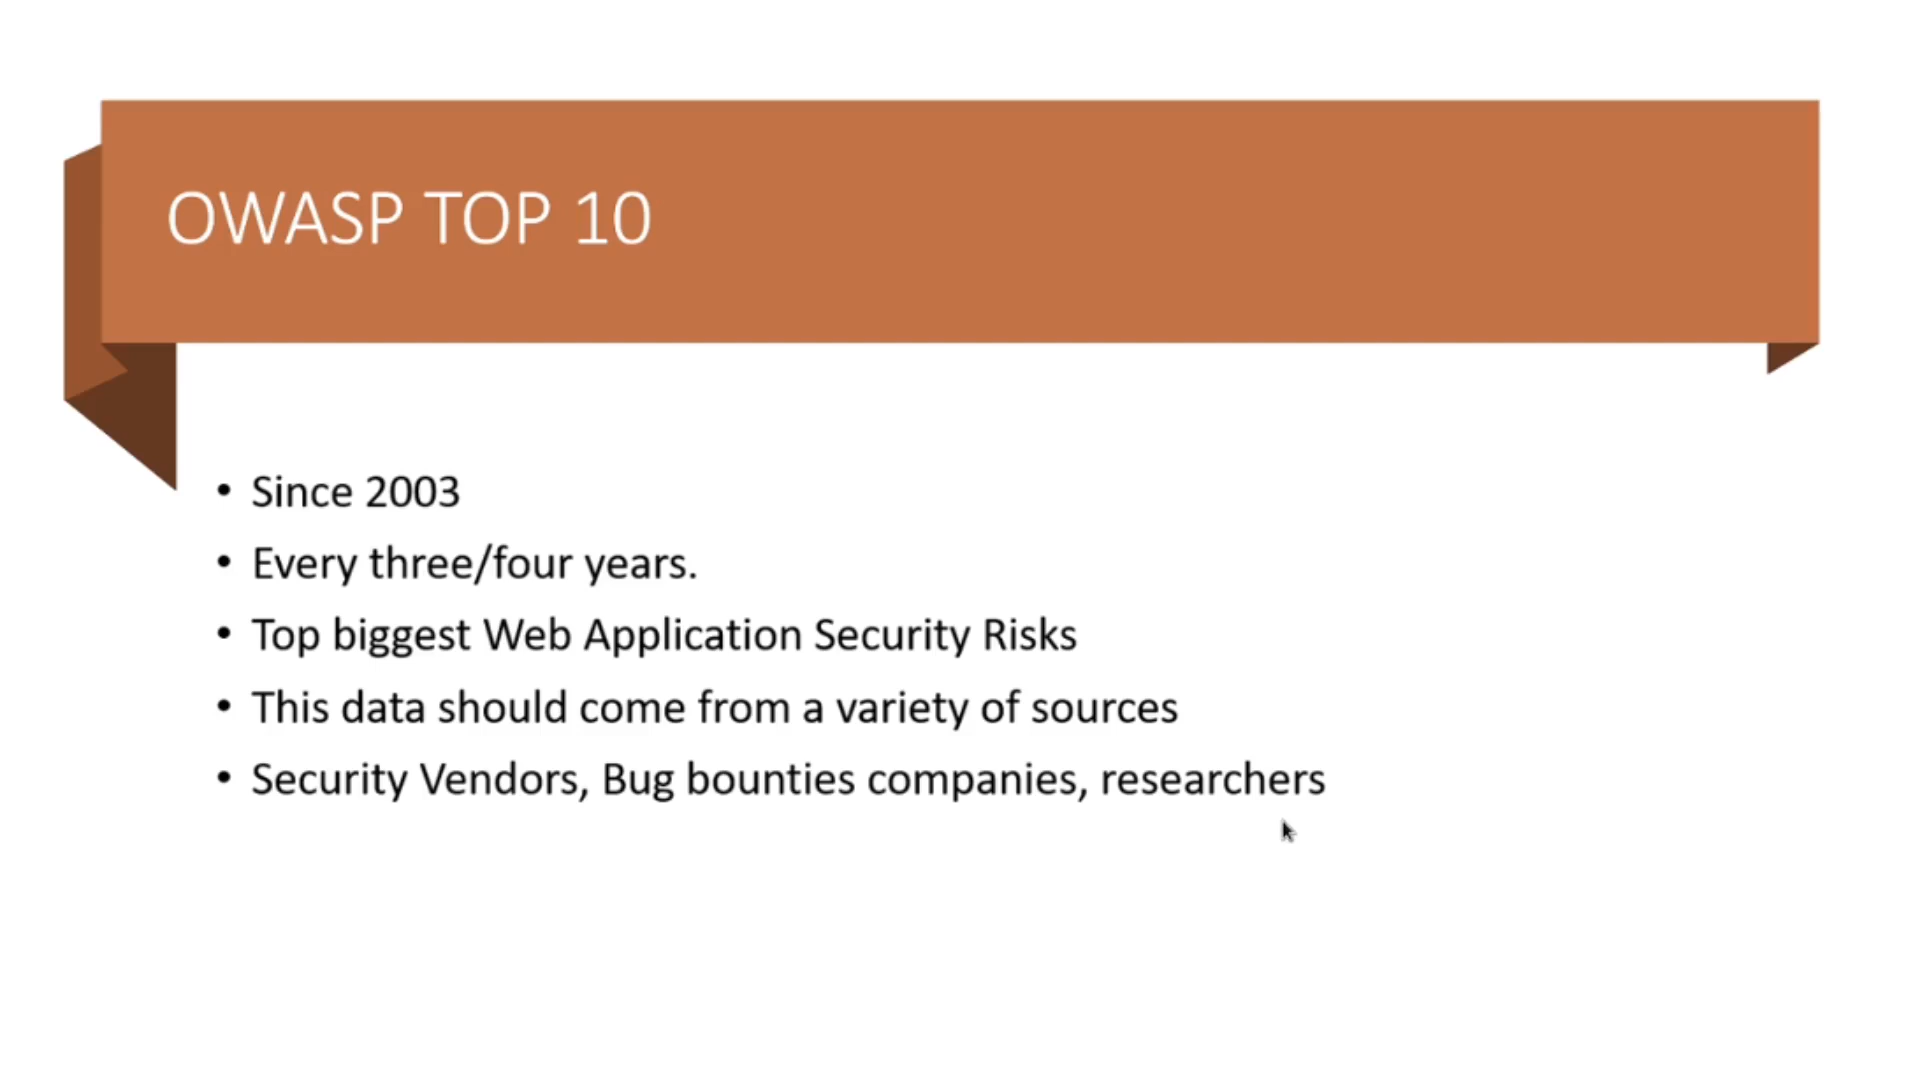 OWASP TOP 10
• Since 2003
• Every three/four years.
• Top biggest Web Application Security Risks
• This data should come from a variety of sources
• Security Vendors, Bug bounties companies, researchers